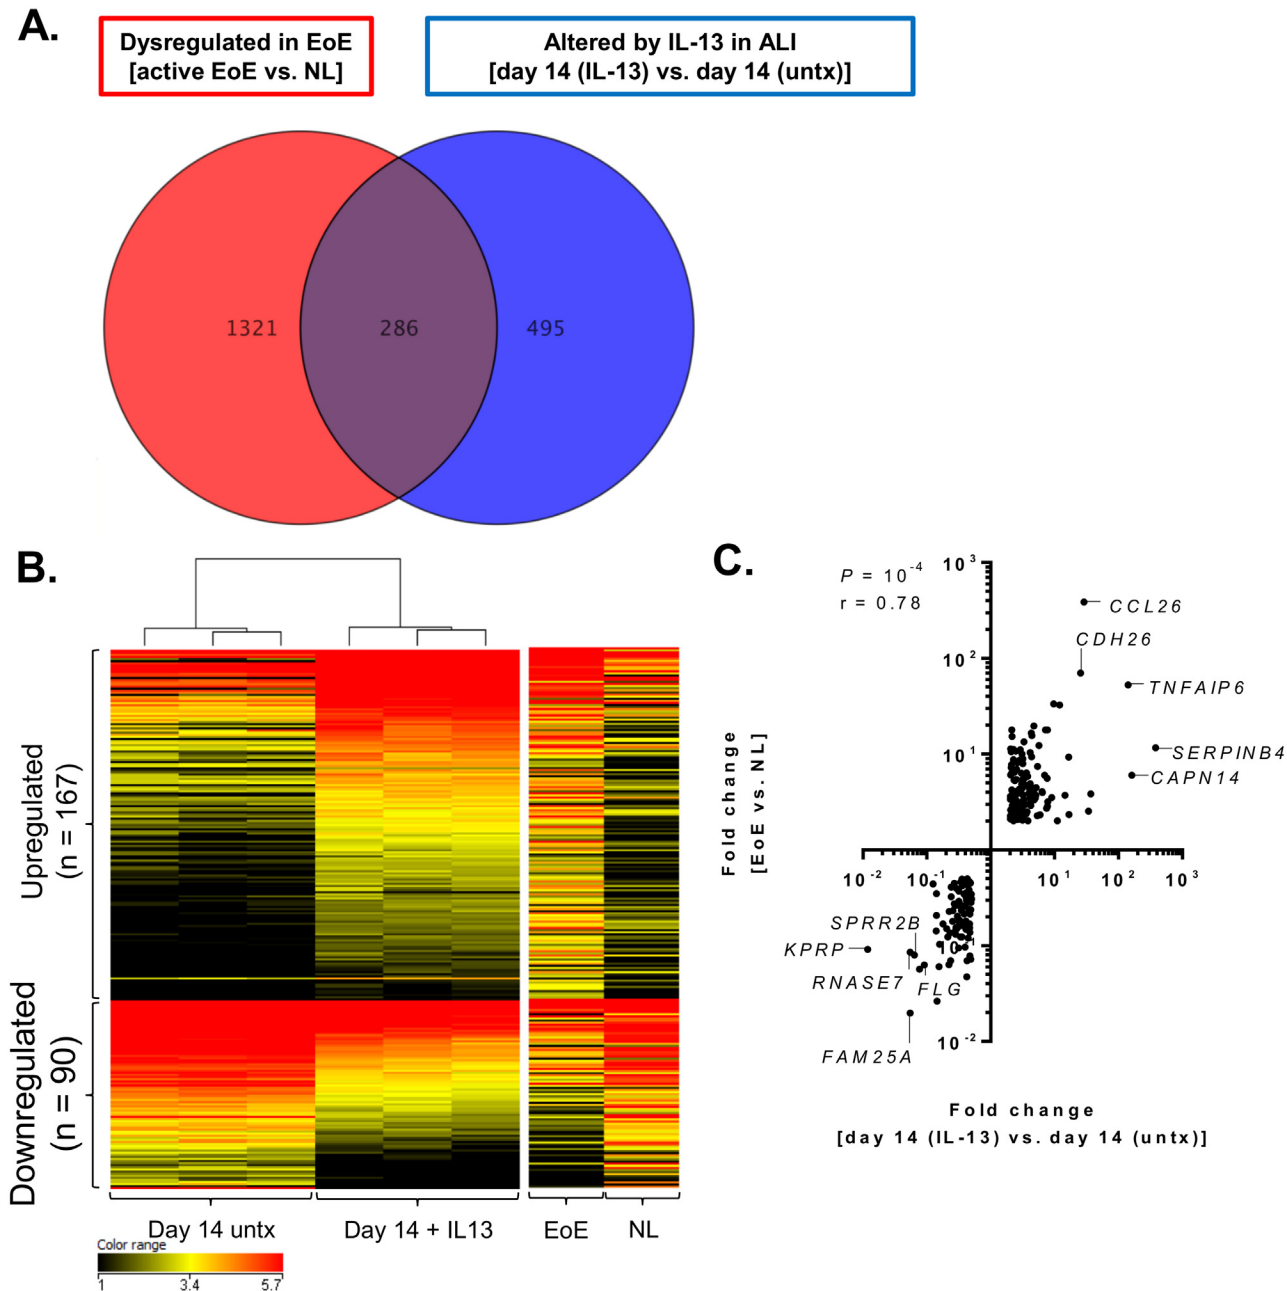 A.
Dysregulated in EoE
[active EoE vs. NL]
Altered by IL-13 in ALI
[day 14 (IL-13) vs. day 14 (untx)]
1321
286
495
B.
Upregulated
(n = 167)
Downregulated
(n = 90)
Day 14 untx
Day 14 + IL13
EoE
NL
Color range
1
3.4
5.7
C.
P = 10-4
r = 0.78
103
102
101
CCL26
CDH26
TNFAIP6
SERPINB4
CAPN14
Fold change
[EoE vs. NL]
10-2
10-1
101
102
103
SPRR2B
KPRP
RNASE7
FLG
FAM25A
10-2
Fold change
[day 14 (IL-13) vs. day 14 (untx)]